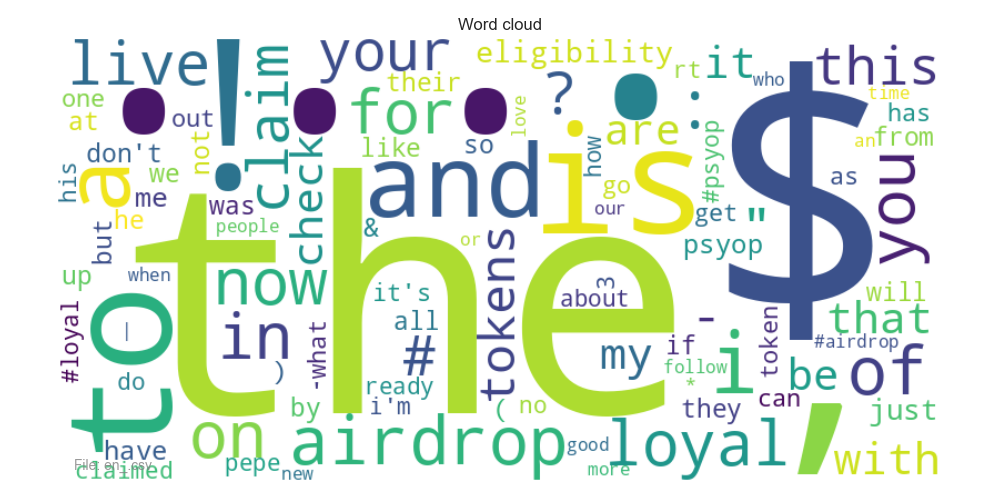 Word cloud
live ! your eligibility rt it who $ this
one at out claim for their love ? : are time has
his a don't we not check like so how #psyop an from
me he was people & and is go our get " as you
but to the or psyop
up when now it's tokens about 3 will
#loyal | in -what all - that
do ) # my if token #airdrop
ready i follow be of
by i'm ( no * they can just
have on airdrop good loyal , with
File: en_.csv
claimed pepe new more